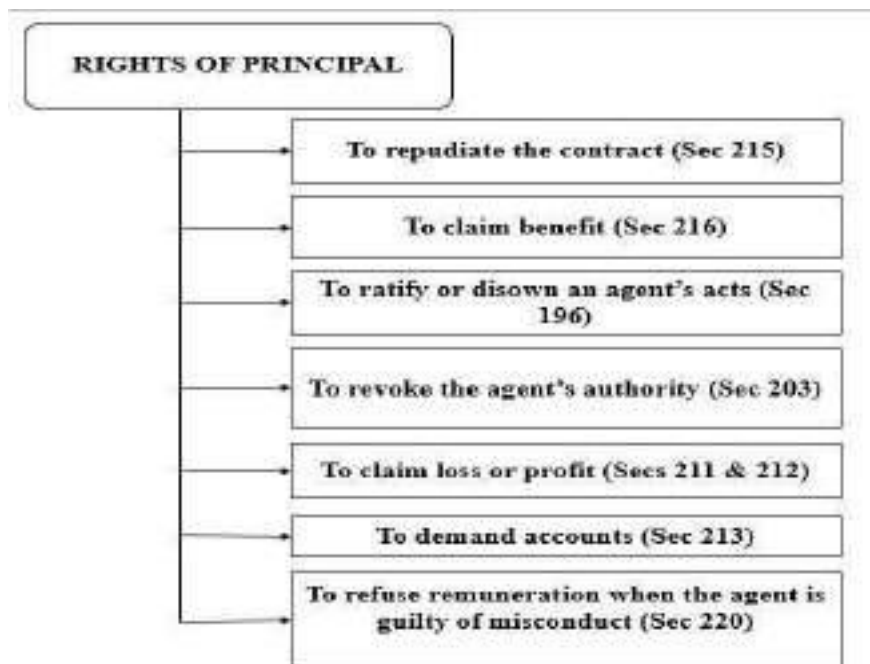 RIGHTS OF PRINCIPAL
To repudiate the contract (Sec 215)
To claim benefit (Sec 216)
To ratify or disown an agent's acts (Sec
196)
To revoke the agent's authority (Sec 203)
To claim loss or profit (Secs 211 & 212)
To demand accounts (Sec 213)
To refuse remuneration when the agent is
guilty of misconduct (Sec 220)